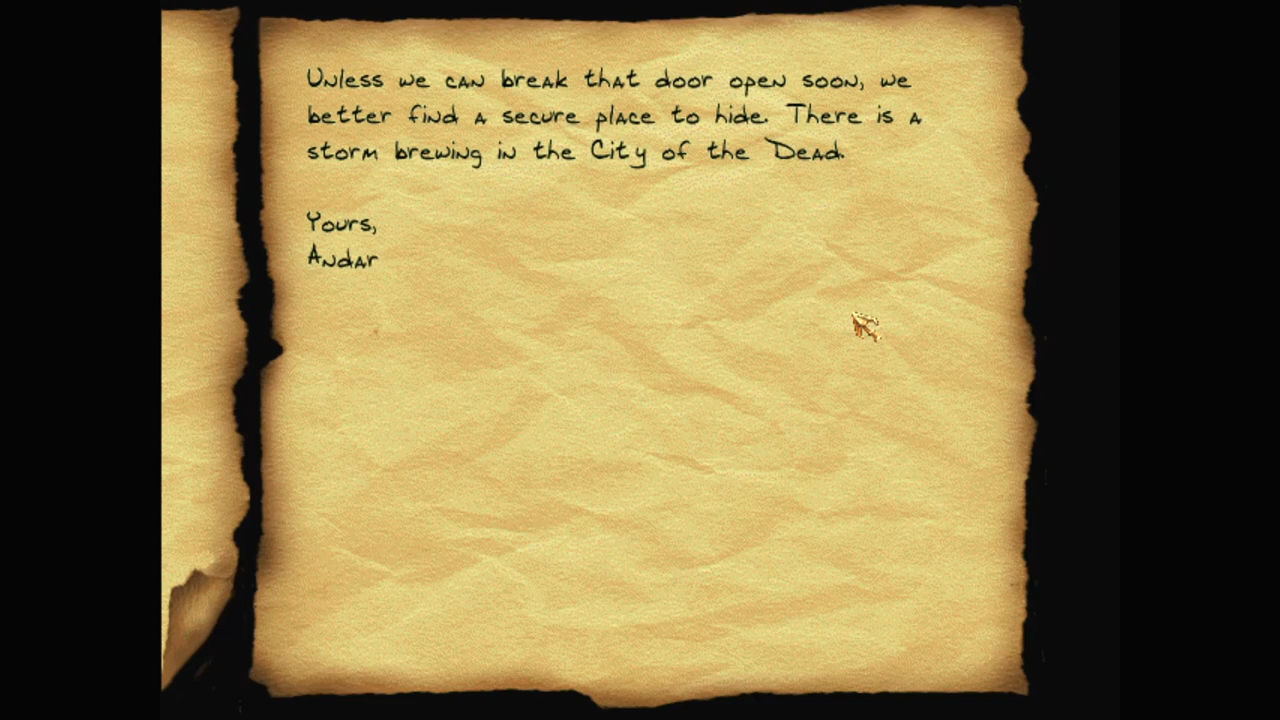 Unless we can break that door open soon, we
better find a secure place to hide. There is a
storm brewing in the City of the Dead.
Yours,
Andar